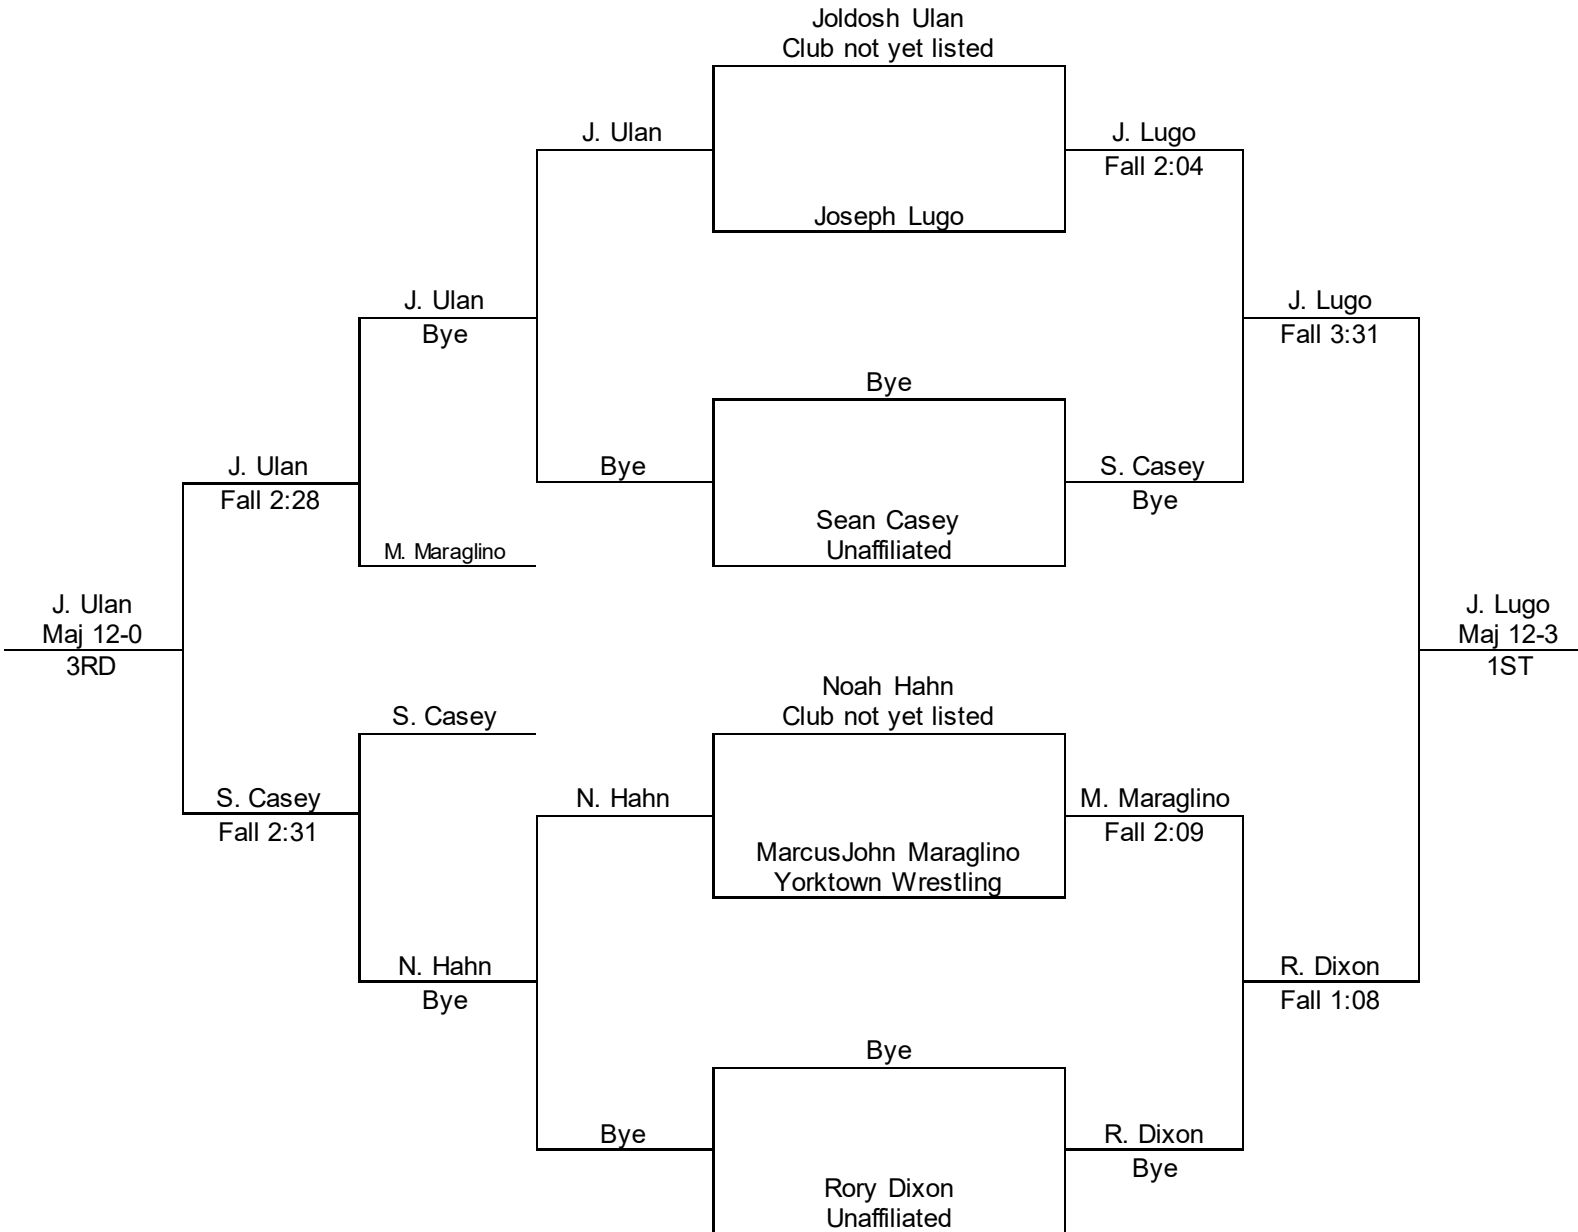 Joldosh Ulan
Club not yet listed
J. Ulan
J. Lugo
Fall 2:04
Joseph Lugo
J. Ulan
Bye
J. Lugo
Fall 3:31
Bye
J. Ulan
Fall 2:28
Bye
S. Casey
Bye
Sean Casey
Unaffiliated
M. Maraglino
J. Ulan
Maj 12-0
3RD
J. Lugo
Maj 12-3
1ST
Noah Hahn
Club not yet listed
S. Casey
S. Casey
Fall 2:31
N. Hahn
M. Maraglino
Fall 2:09
MarcusJohn Maraglino
Yorktown Wrestling
N. Hahn
Bye
R. Dixon
Fall 1:08
Bye
Bye
R. Dixon
Bye
Rory Dixon
Unaffiliated